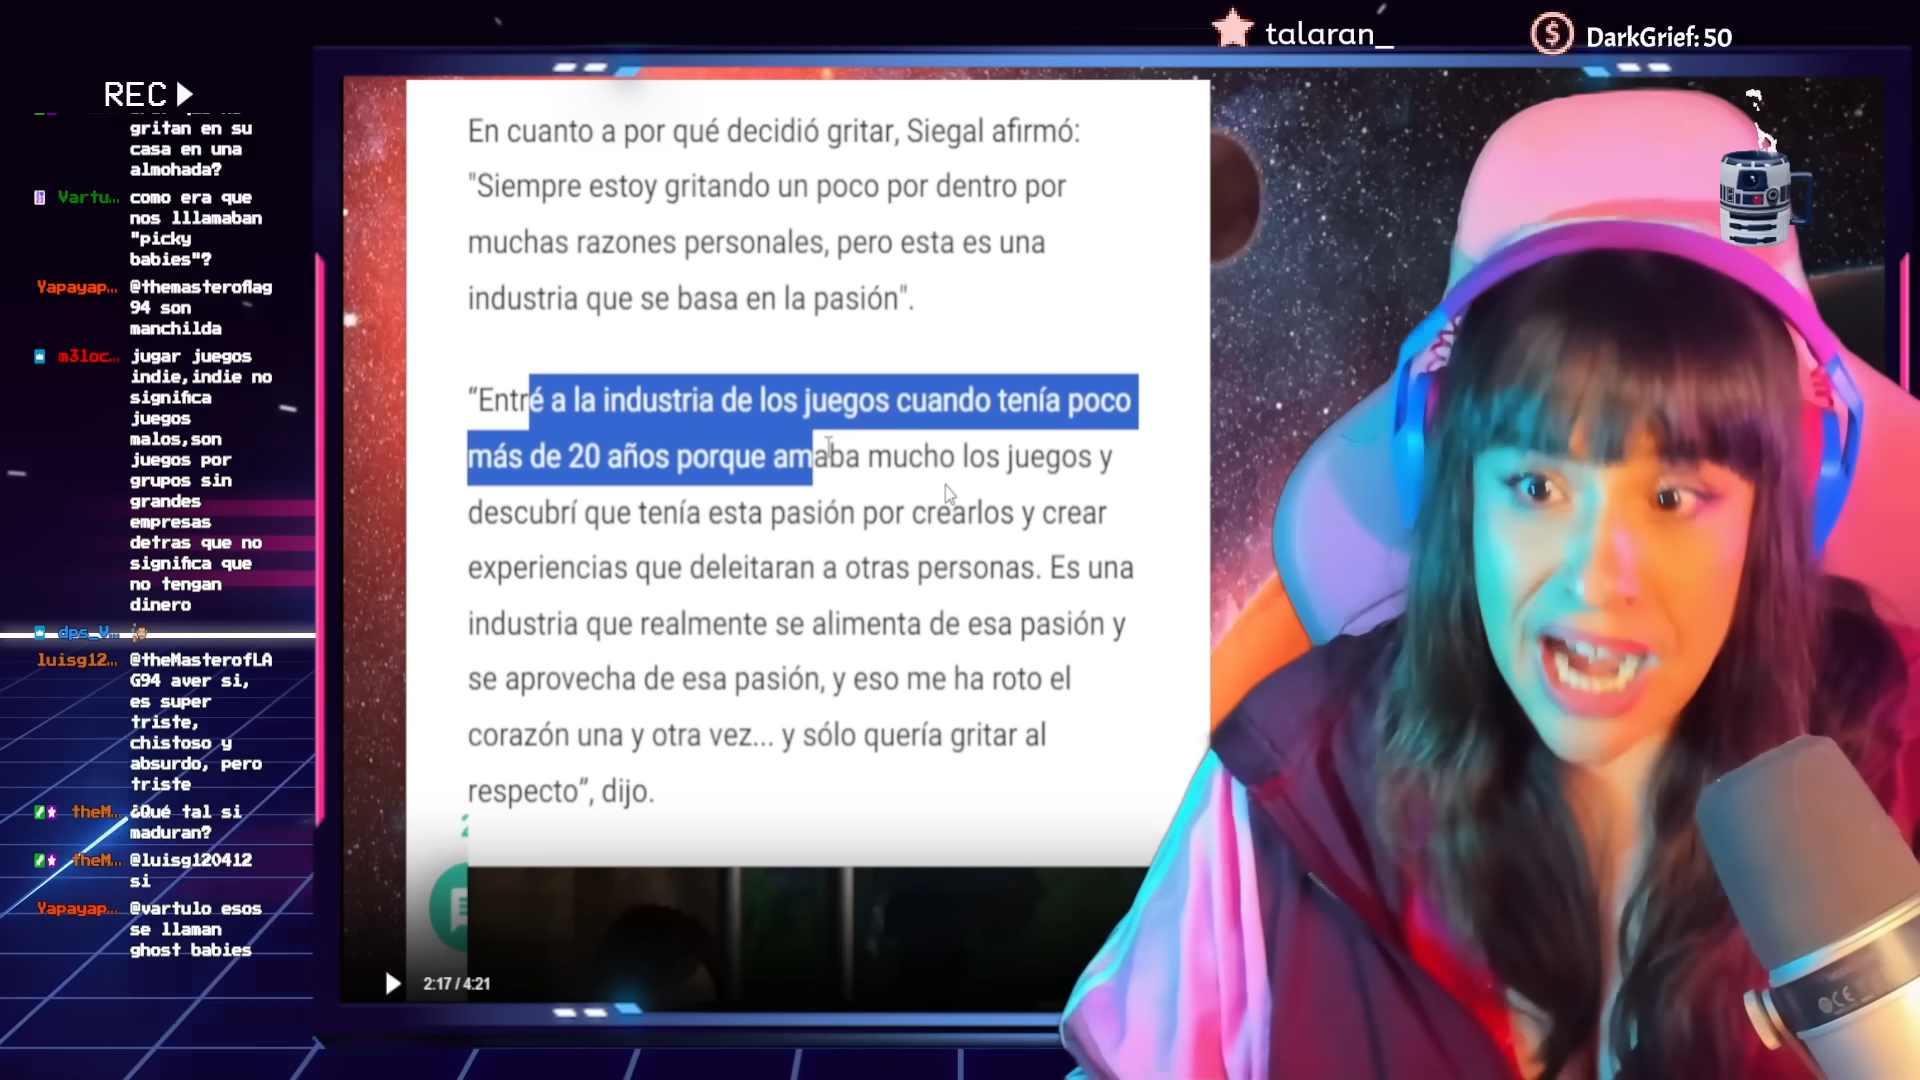 talaran_
DarkGrief: 50
REC
gritan en su
casa en una
almohada?
Vartu... como era que
nos lllamaban
"picky
babies"?
Yapayap... @themasteroflag
94 son
manchilda
m3loc... jugar juegos
indie,indie no
significa
juegos
malos,son
juegos por
grupos sin
grandes
empresas
detras que no
significa que
no tengan
dinero
dps_V...
luisg12... @theMasterofLA
G94 aver si,
es super
triste,
chistoso y
absurdo, pero
triste
theM... ¿Qué tal si
maduran?
theM... @luisg120412
si
Yapayap... @vartulo esos
se llaman
ghost babies
En cuanto a por qué decidió gritar, Siegal afirmó:
"Siempre estoy gritando un poco por dentro por
muchas razones personales, pero esta es una
industria que se basa en la pasión".
“Entré a la industria de los juegos cuando tenía poco
más de 20 años porque amaba mucho los juegos y
descubrí que tenía esta pasión por crearlos y crear
experiencias que deleitaran a otras personas. Es una
industria que realmente se alimenta de esa pasión y
se aprovecha de esa pasión, y eso me ha roto el
corazón una y otra vez... y sólo quería gritar al
respecto”, dijo.
2:17 / 4:21